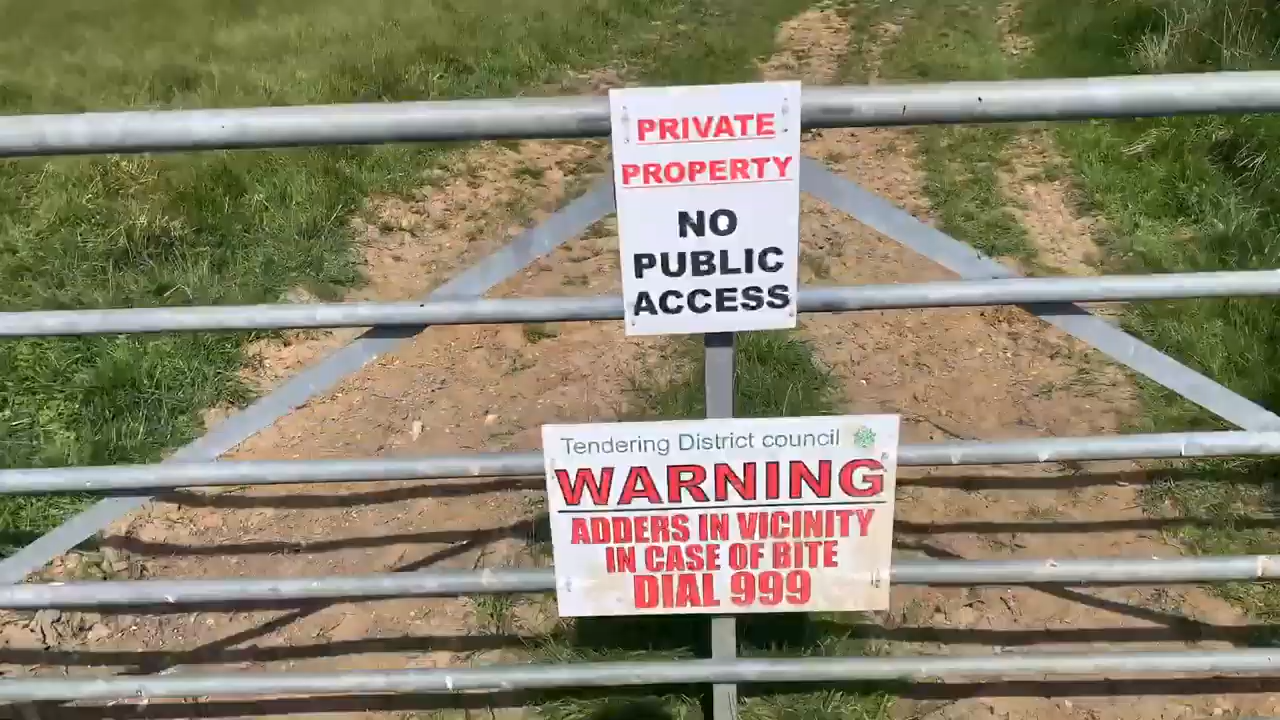 PRIVATE
PROPERTY
NO
PUBLIC
ACCESS
Tendering District council
WARNING
ADDERS IN VICINITY
IN CASE OF BITE
DIAL 999